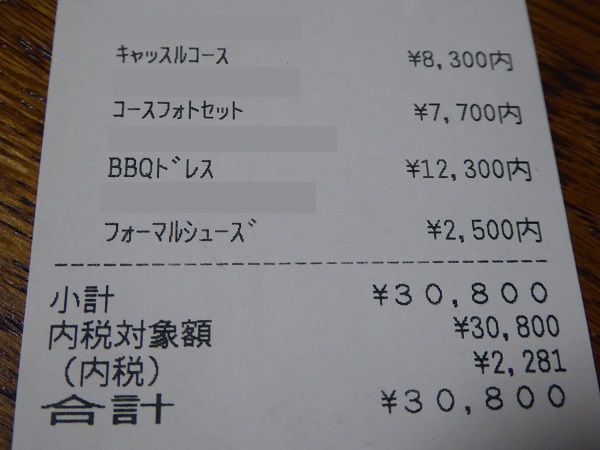 キャッスルコース ¥8,300内
コースフォトセット ¥7,700内
BBQドレス ¥12,300内
フォーマルシューズ ¥2,500内
小計 ¥30,800
内税対象額 ¥30,800
(内税) ¥2,281
合計 ¥30,800